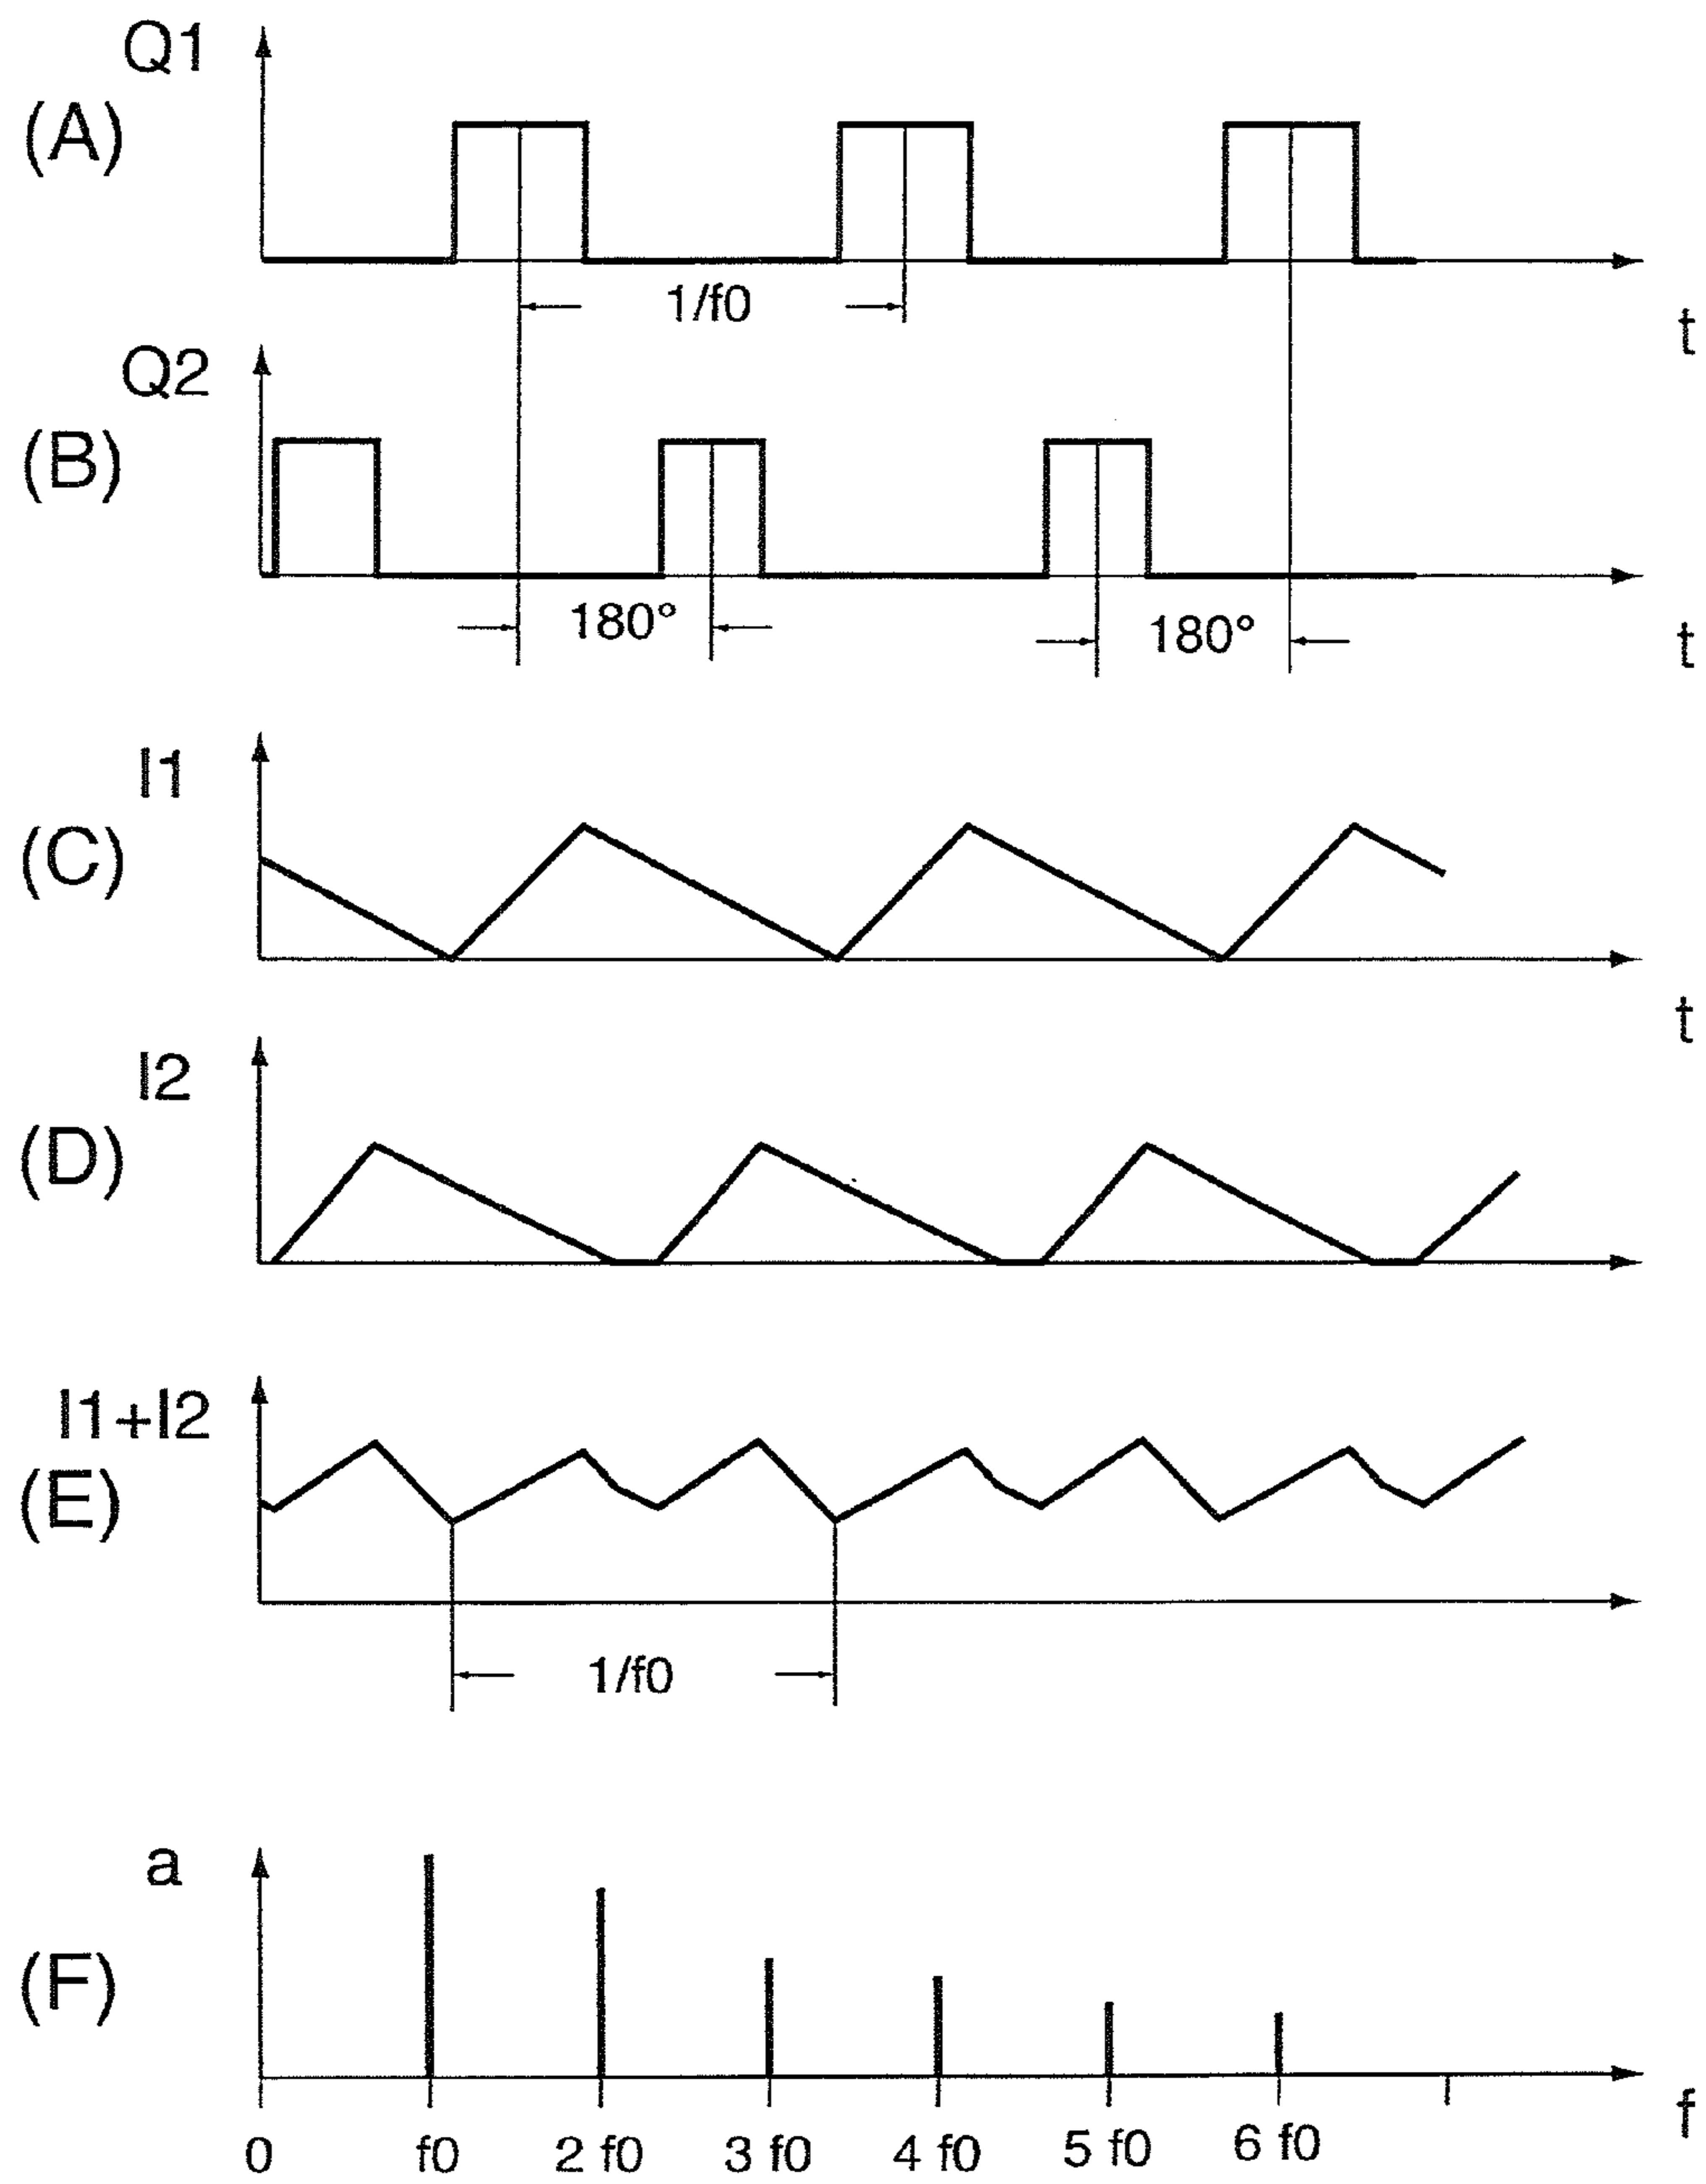 Q1
(A)
1/f0
t
Q2
(B)
180°
180°
t
I1
(C)
t
I2
(D)
I1+I2
(E)
1/f0
a
(F)
f
0 f0 2 f0 3 f0 4 f0 5 f0 6 f0